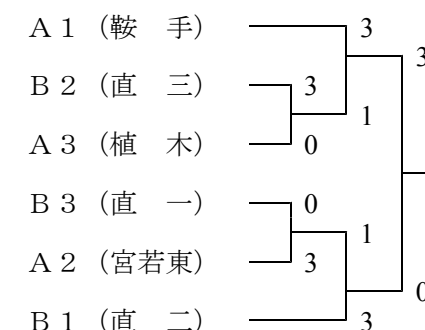 A1（鞍　手） 3
3
B2（直　三） 3
1
A3（植　木） 0
B3（直　一） 0
1
A2（宮若東） 3
0
B1（直　二） 3